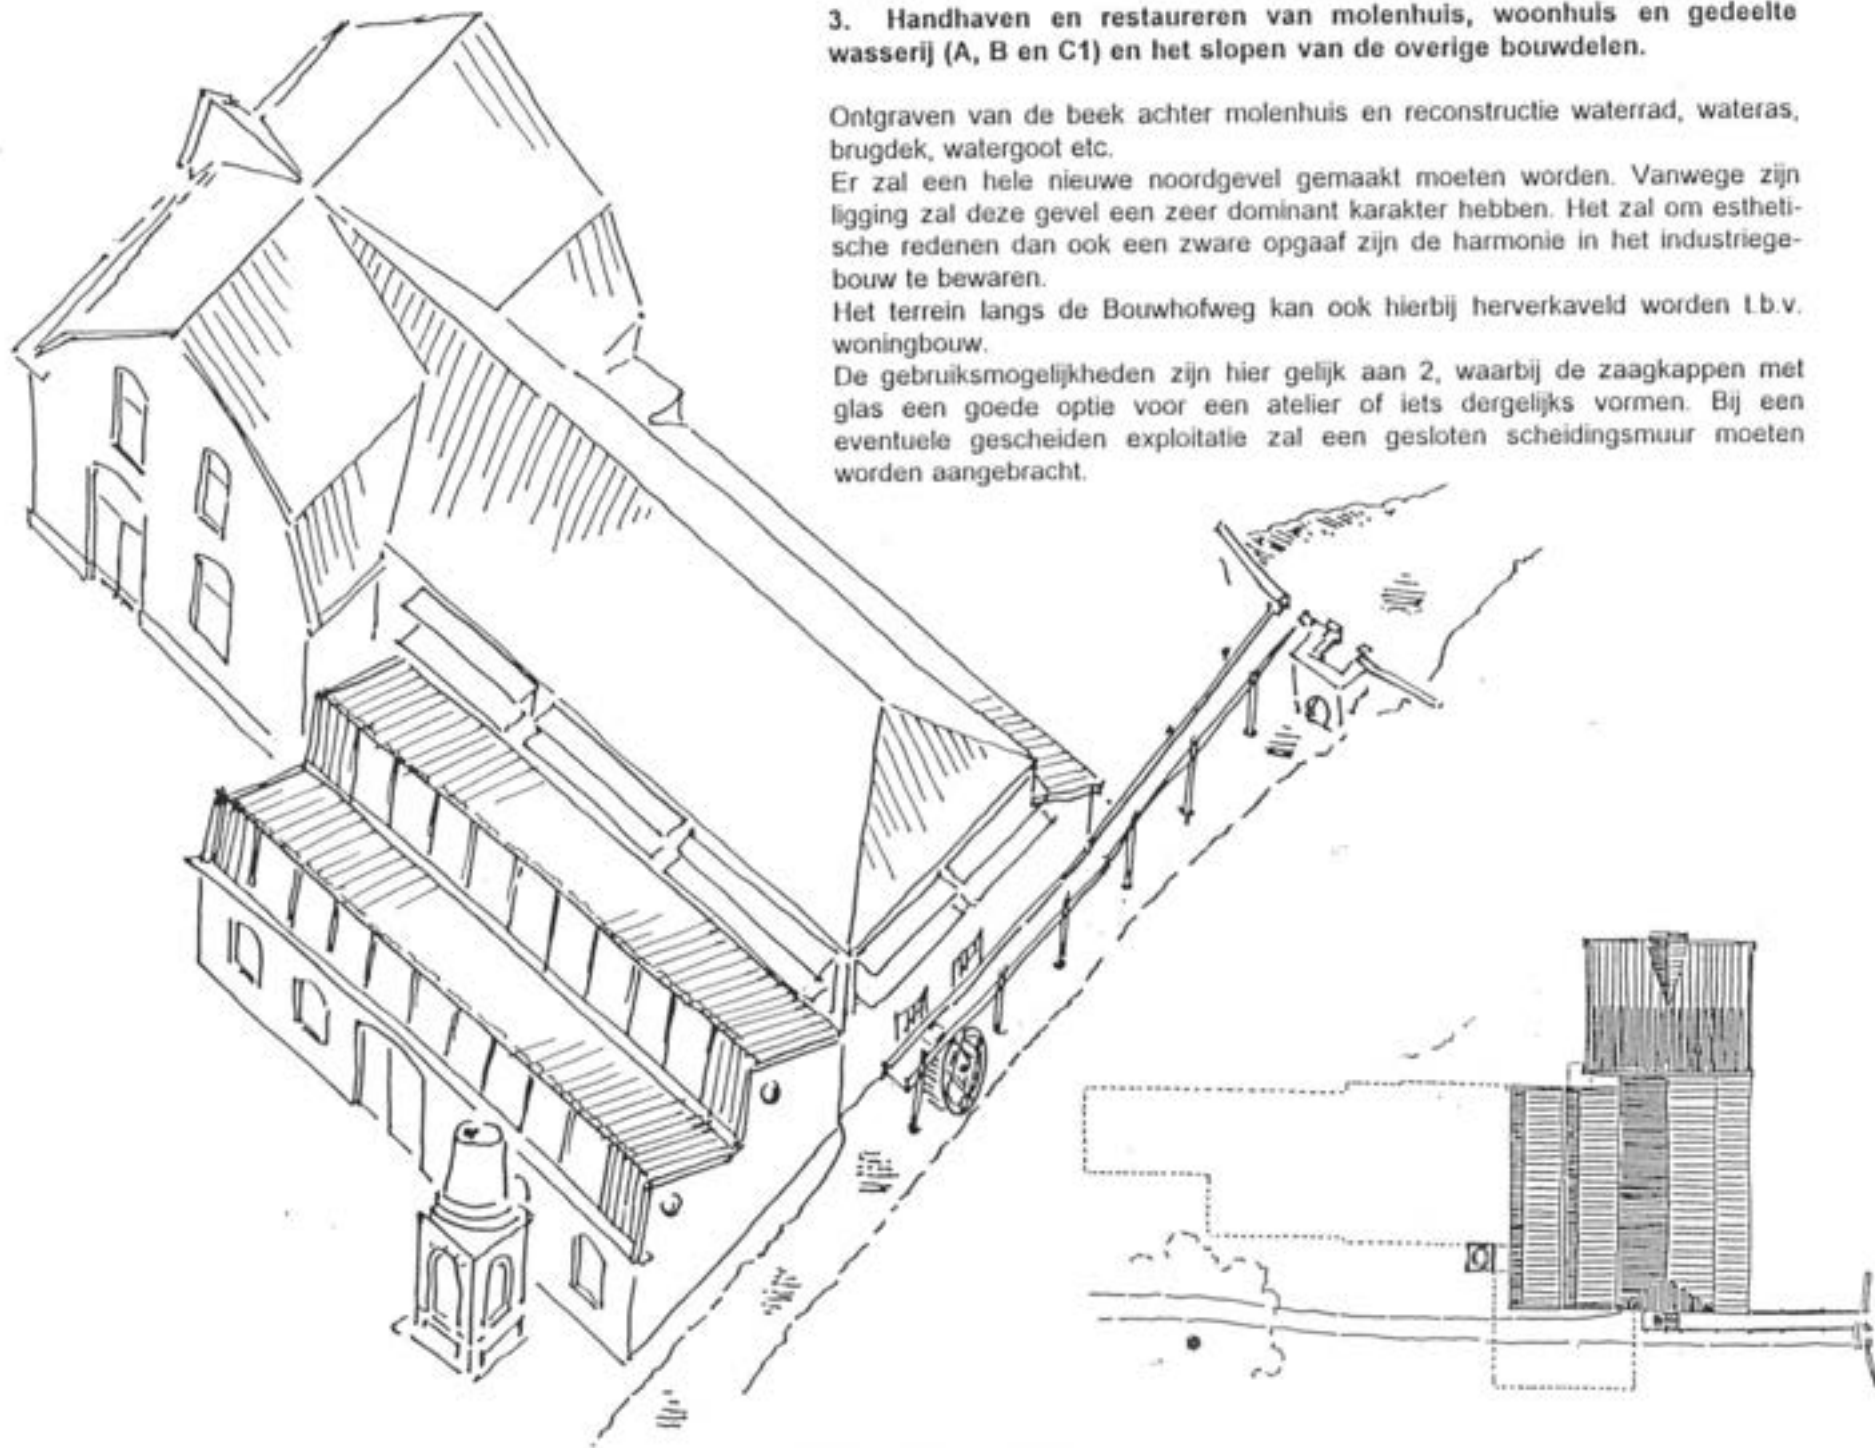 3. Handhaven en restaureren van molenhuis, woonhuis en gedeelte
wasserij (A, B en C1) en het slopen van de overige bouwdelen.
Ontgraven van de beek achter molenhuis en reconstructie waterrad, wateras,
brugdek, watergoot etc.
Er zal een hele nieuwe noordgevel gemaakt moeten worden. Vanwege zijn
ligging zal deze gevel een zeer dominant karakter hebben. Het zal om estheti-
sche redenen dan ook een zware opgaaf zijn de harmonie in het industriege-
bouw te bewaren.
Het terrein langs de Bouwhofweg kan ook hierbij herverkaveld worden t.b.v.
woningbouw.
De gebruiksmogelijkheden zijn hier gelijk aan 2, waarbij de zaagkappen met
glas een goede optie voor een atelier of iets dergelijks vormen. Bij een
eventuele gescheiden exploitatie zal een gesloten scheidingsmuur moeten
worden aangebracht.